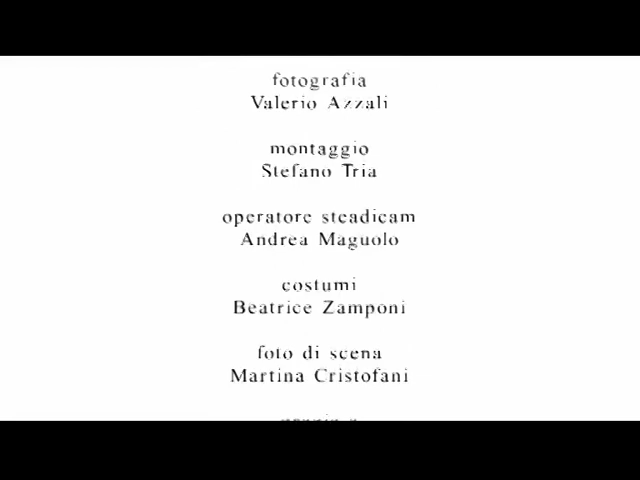 fotografia
Valerio Azzali
montaggio
Stefano Tria
operatore steadicam
Andrea Maguolo
costumi
Beatrice Zamponi
foto di scena
Martina Cristofani